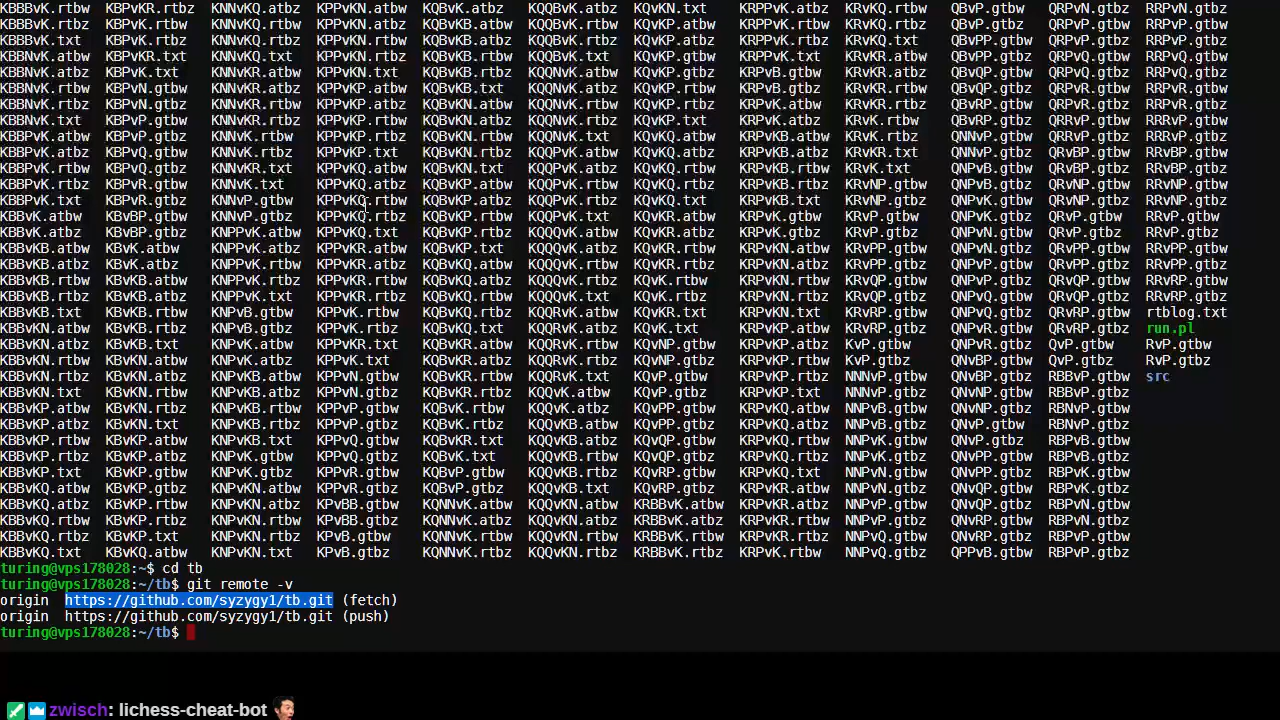 KBBBvK.rtbw KBPvKR.rtbz KNNvKQ.atbz KPPvKN.atbw KQBvK.atbz KQQBvK.atbz KQvKN.txt KRPPvK.atbz KRvKQ.rtbw QBvP.gtbz QRPvN.gtbz RRPvN.gtbz
KBBBvK.rtbz KBPvK.rtbw KNNvKQ.rtbw KPPvKN.atbz KQBvKB.atbw KQQBvK.rtbw KQvKP.atbw KRPPvK.rtbw KRvKQ.rtbz QBvPP.gtbw QRPvP.gtbw RRPvP.gtbz
KBBBvK.txt KBPvK.rtbz KNNvKQ.rtbz KPPvKN.rtbw KQBvKB.atbz KQQBvK.rtbz KQvKP.atbz KRPPvK.rtbz KRvKQ.txt QBvPP.gtbz QRPvP.gtbz RRPvQ.gtbw
KBBNvK.atbw KBPvKR.txt KNNvKQ.txt KPPvKN.rtbz KQBvKB.rtbw KQQBvK.txt KQvKP.gtbw KRPPvK.txt KRvKR.atbw QBvQP.gtbw QRPvQ.gtbz RRPvQ.gtbz
KBBNvK.atbz KBPvK.txt KNNvKR.atbw KPPvKN.txt KQBvKB.rtbz KQQNvK.atbw KQvKP.gtbz KRPvB.gtbw KRvKR.atbz QBvQP.gtbz QRPvR.gtbw RRPvR.gtbw
KBBNvK.rtbw KBPvN.gtbw KNNvKR.atbz KPPvKP.atbw KQBvKB.txt KQQNvK.atbz KQvKP.rtbw KRPvB.gtbz KRvKR.rtbw QBvRP.gtbw QRPvR.gtbz RRPvR.gtbz
KBBNvK.rtbz KBPvN.gtbz KNNvKR.rtbw KPPvKP.atbz KQBvKN.atbw KQQNvK.rtbw KQvKP.rtbz KRPvK.atbw KRvKR.rtbz QBvRP.gtbz QRRvP.gtbw RRRvP.gtbw
KBBNvK.txt KBPvP.gtbw KNNvKR.rtbz KPPvKP.rtbw KQBvKN.atbz KQQNvK.rtbz KQvKP.txt KRPvK.atbz KRvK.rtbw QNNvP.gtbw QRRvP.gtbz RRRvP.gtbz
KBBPvK.atbw KBPvP.gtbz KNNvK.rtbw KPPvKP.rtbz KQBvKN.rtbw KQQNvK.txt KQvKQ.atbw KRPvKB.atbw KRvK.rtbz QNNvP.gtbz QRvBP.gtbw RRvBP.gtbw
KBBPvK.atbz KBPvQ.gtbw KNNvK.rtbz KPPvKP.txt KQBvKN.rtbz KQQPvK.atbw KQvKQ.atbz KRPvKB.atbz KRvKR.txt QNPvB.gtbw QRvBP.gtbz RRvBP.gtbz
KBBPvK.rtbw KBPvQ.gtbz KNNvKR.txt KPPvKQ.atbw KQBvKN.txt KQQPvK.atbz KQvKQ.rtbw KRPvKB.rtbw KRvK.txt QNPvB.gtbz QRvNP.gtbw RRvNP.gtbw
KBBPvK.rtbz KBPvR.gtbw KNNvK.txt KPPvKQ.atbz KQBvKP.atbw KQQPvK.rtbw KQvKQ.rtbz KRPvKB.rtbz KRvNP.gtbw QNPvK.gtbw QRvNP.gtbz RRvNP.gtbz
KBBPvK.txt KBPvR.gtbz KNNvP.gtbw KPPvKQ.rtbw KQBvKP.atbz KQQPvK.rtbz KQvKQ.txt KRPvKB.txt KRvNP.gtbz QNPvK.gtbz QRvP.gtbw RRvP.gtbw
KBBvK.atbw KBvBP.gtbw KNNvP.gtbz KPPvKQ.rtbz KQBvKP.rtbw KQQPvK.txt KQvKR.atbw KRPvK.gtbw KRvP.gtbw QNPvN.gtbw QRvP.gtbz RRvP.gtbz
KBBvK.atbz KBvBP.gtbz KNPPvK.atbw KPPvKQ.txt KQBvKP.rtbz KQQQvK.atbw KQvKR.atbz KRPvK.gtbz KRvP.gtbz QNPvN.gtbz QRvPP.gtbw RRvPP.gtbw
KBBvKB.atbw KBvK.atbw KNPPvK.atbz KPPvKR.atbw KQBvKP.txt KQQQvK.atbz KQvKR.rtbw KRPvKN.atbw KRvPP.gtbw QNPvP.gtbw QRvPP.gtbz RRvPP.gtbz
KBBvKB.atbz KBvK.atbz KNPPvK.rtbw KPPvKR.atbz KQBvKQ.atbw KQQQvK.rtbw KQvKR.rtbz KRPvKN.atbz KRvPP.gtbz QNPvP.gtbz QRvQP.gtbw RRvRP.gtbw
KBBvKB.rtbw KBvKB.atbw KNPPvK.rtbz KPPvKR.rtbw KQBvKQ.atbz KQQQvK.rtbz KQvK.rtbw KRPvKN.rtbw KRvQP.gtbw QNPvQ.gtbw QRvQP.gtbz RRvRP.gtbz
KBBvKB.rtbz KBvKB.atbz KNPPvK.txt KPPvKR.rtbz KQBvKQ.rtbw KQQQvK.txt KQvK.rtbz KRPvKN.rtbz KRvQP.gtbz QNPvQ.gtbz QRvRP.gtbw rtblog.txt
KBBvKB.txt KBvKB.rtbw KNPvB.gtbw KPPvK.rtbw KQBvKQ.rtbz KQQRvK.atbw KQvKR.txt KRPvKN.txt KRvRP.gtbw QNPvR.gtbw QRvRP.gtbz run.pl
KBBvKN.atbw KBvKB.rtbz KNPvB.gtbz KPPvK.rtbz KQBvKQ.txt KQQRvK.atbz KQvK.txt KRPvKP.atbw KRvRP.gtbz QNPvR.gtbz QvP.gtbw RvP.gtbw
KBBvKN.atbz KBvKB.txt KNPvK.atbw KPPvKR.txt KQBvKR.atbw KQQRvK.rtbw KQvNP.gtbw KRPvKP.atbz KvP.gtbw QNvBP.gtbw QvP.gtbz RvP.gtbz
KBBvKN.rtbw KBvKN.atbw KNPvK.atbz KPPvK.txt KQBvKR.atbz KQQRvK.rtbz KQvNP.gtbz KRPvKP.rtbw KvP.gtbz QNvBP.gtbz RBBvP.gtbw src
KBBvKN.rtbz KBvKN.atbz KNPvKB.atbw KPPvN.gtbw KQBvKR.rtbw KQQRvK.txt KQvP.gtbw KRPvKP.rtbz NNNvP.gtbw QNvNP.gtbw RBBvP.gtbz
KBBvKN.txt KBvKN.rtbw KNPvKB.atbz KPPvN.gtbz KQBvKR.rtbz KQQvK.atbw KQvP.gtbz KRPvKP.txt NNNvP.gtbz QNvNP.gtbz RBNvP.gtbw
KBBvKP.atbw KBvKN.rtbz KNPvKB.rtbw KPPvP.gtbw KQBvK.rtbw KQQvK.atbz KQvPP.gtbw KRPvKQ.atbw NNPvB.gtbw QNvP.gtbw RBNvP.gtbz
KBBvKP.atbz KBvKN.txt KNPvKB.rtbz KPPvP.gtbz KQBvK.rtbz KQQvKB.atbw KQvPP.gtbz KRPvKQ.atbz NNPvB.gtbz QNvP.gtbz RBPvB.gtbw
KBBvKP.rtbw KBvKP.atbw KNPvKB.txt KPPvQ.gtbw KQBvKR.txt KQQvKB.atbz KQvQP.gtbw KRPvKQ.rtbw NNPvK.gtbw QNvPP.gtbw RBPvB.gtbz
KBBvKP.rtbz KBvKP.atbz KNPvK.gtbw KPPvQ.gtbz KQBvK.txt KQQvKB.rtbw KQvQP.gtbz KRPvKQ.rtbz NNPvK.gtbz QNvPP.gtbz RBPvK.gtbw
KBBvKP.txt KBvKP.gtbw KNPvK.gtbz KPPvR.gtbw KQBvP.gtbw KQQvKB.rtbz KQvRP.gtbw KRPvKQ.txt NNPvN.gtbw QNvQP.gtbw RBPvK.gtbz
KBBvKQ.atbw KBvKP.gtbz KNPvKN.atbw KPPvR.gtbz KQBvP.gtbz KQQvKB.txt KQvRP.gtbz KRPvKR.atbw NNPvN.gtbz QNvQP.gtbz RBPvN.gtbw
KBBvKQ.atbz KBvKP.rtbw KNPvKN.atbz KPvBB.gtbw KQNNvK.atbw KQQvKN.atbw KRBBvK.atbw KRPvKR.atbz NNPvP.gtbw QNvRP.gtbw RBPvN.gtbz
KBBvKQ.rtbw KBvKP.rtbz KNPvKN.rtbw KPvBB.gtbz KQNNvK.atbz KQQvKN.atbz KRBBvK.atbz KRPvKR.rtbw NNPvP.gtbz QNvRP.gtbz RBPvP.gtbw
KBBvKQ.rtbz KBvKP.txt KNPvKN.rtbz KPvB.gtbw KQNNvK.rtbw KQQvKN.rtbw KRBBvK.rtbw KRPvKR.rtbz NNPvQ.gtbw QPPvB.gtbw RBPvP.gtbz
KBBvKQ.txt KBvKQ.atbw KNPvKN.txt KPvB.gtbz KQNNvK.rtbz KQQvKN.rtbz KRBBvK.rtbz KRPvK.rtbw NNPvQ.gtbz QPPvB.gtbz
turing@vps178028:~$ cd tb
turing@vps178028:~/tb$ git remote -v
origin https://github.com/syzygy1/tb.git (fetch)
origin https://github.com/syzygy1/tb.git (push)
turing@vps178028:~/tb$
zwisch: lichess-cheat-bot